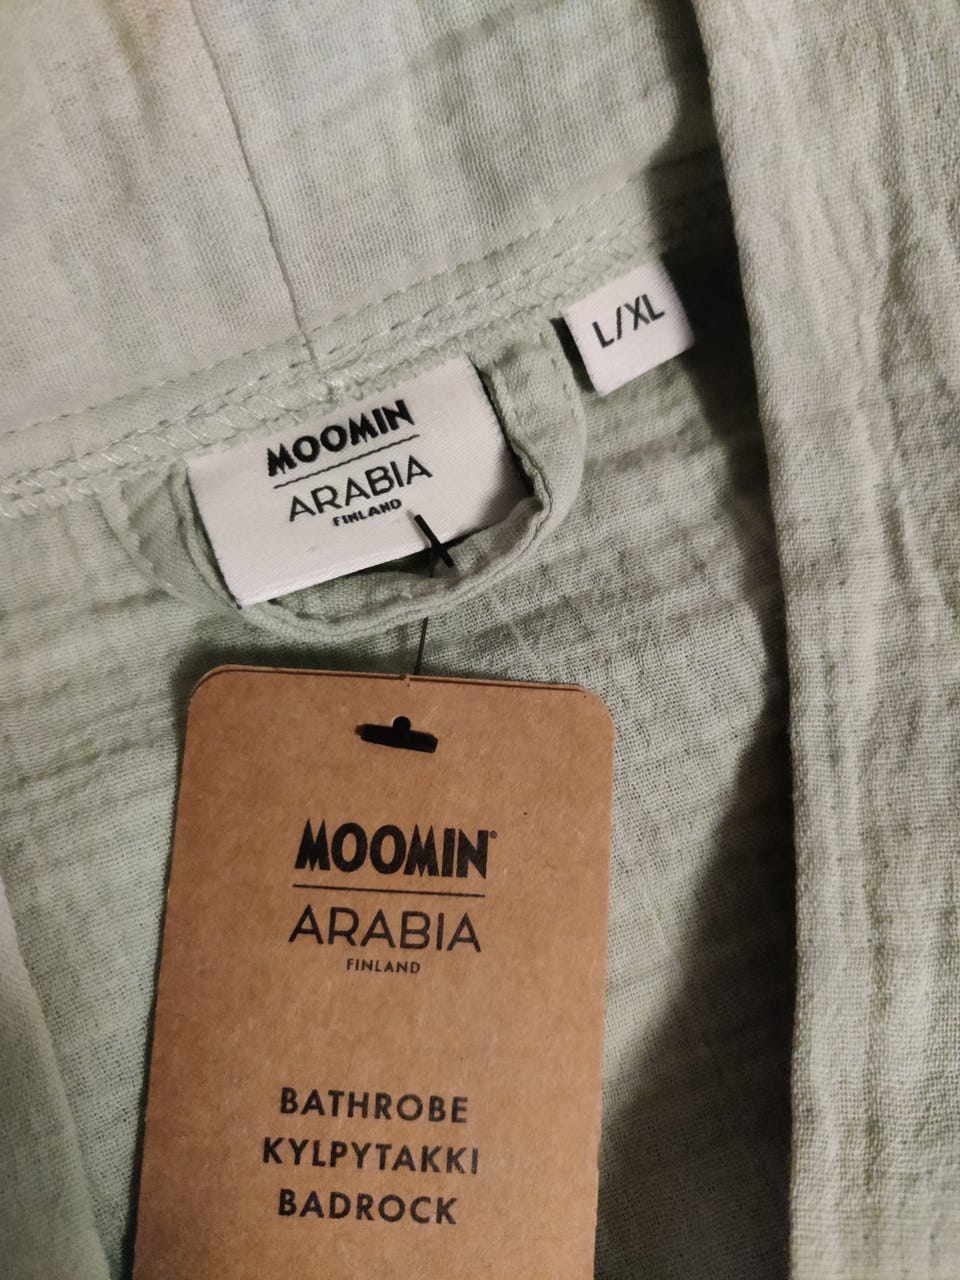 L/XL
MOOMIN
ARABIA
FINLAND
MOOMIN®
ARABIA
FINLAND
BATHROBE
KYLPYTAKKI
BADROCK